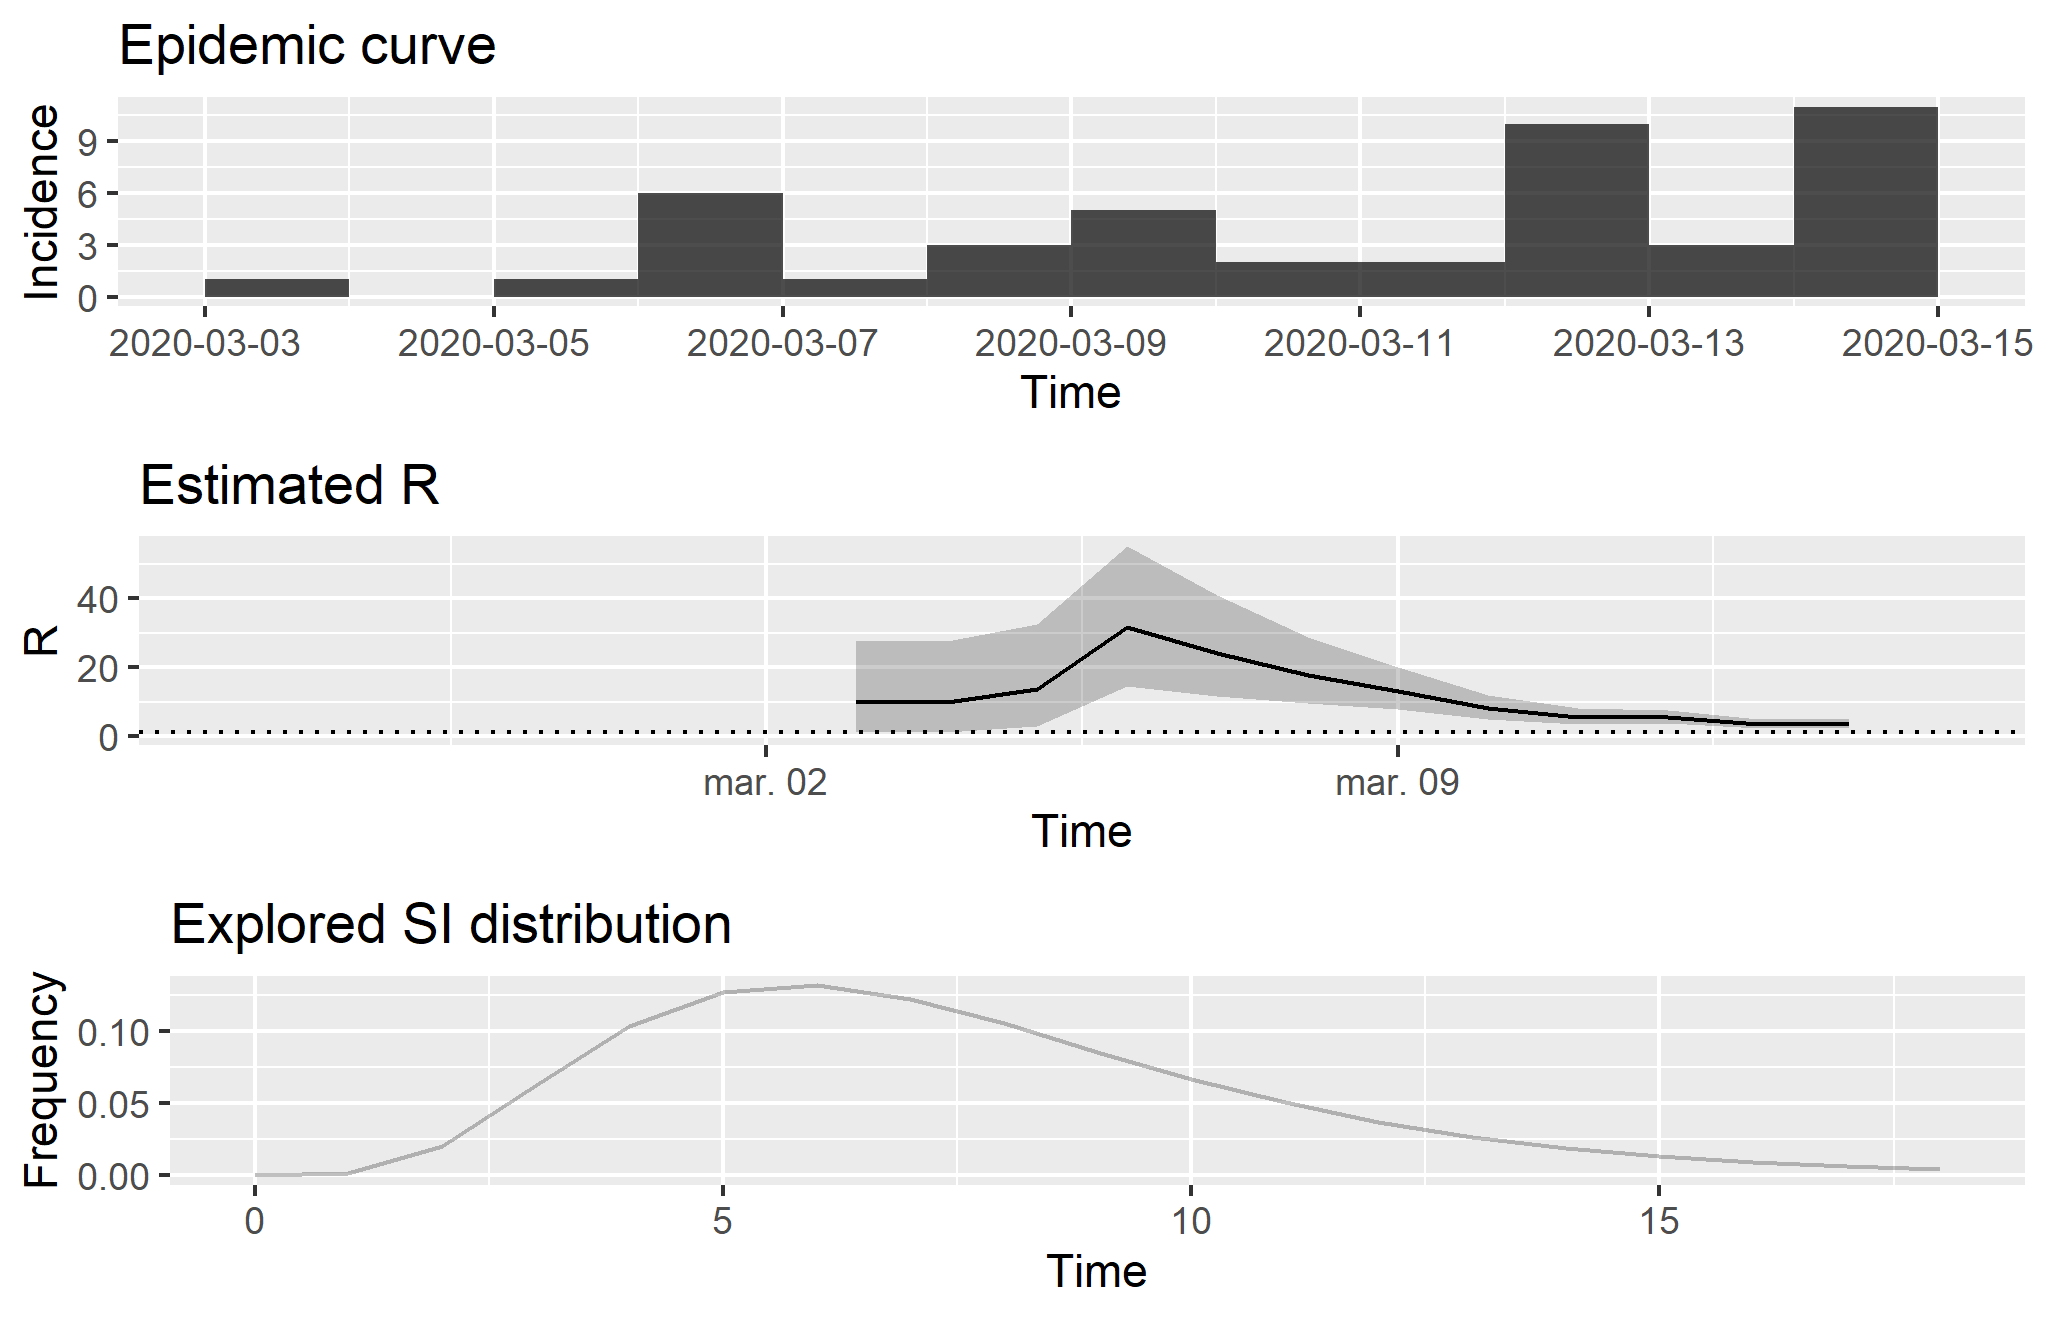 Epidemic curve
Incidence
9
6
3
0
2020-03-03 2020-03-05 2020-03-07 2020-03-09 2020-03-11 2020-03-13 2020-03-15
Time
Estimated R
R
40
20
0
mar. 02 mar. 09
Time
Explored SI distribution
Frequency
0.10
0.05
0.00
0 5 10 15
Time